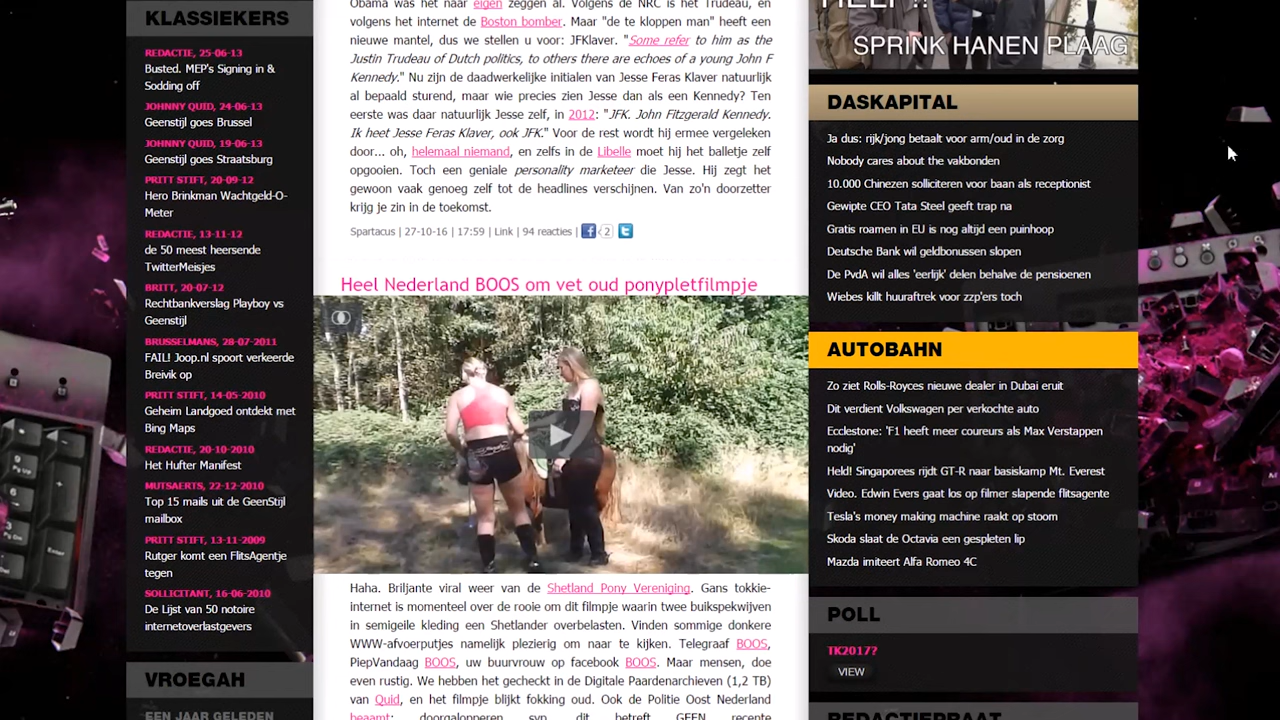 KLASSIEKERS
REDACTIE, 25-06-13
Busted. MEP's Signing in &
Sodding off
JOHNNY QUID, 24-06-13
Geenstijl goes Brussel
JOHNNY QUID, 19-06-13
Geenstijl goes Straatsburg
PRITT STIFT, 20-09-12
Hero Brinkman Wachtgeld-O-
Meter
REDACTIE, 13-11-12
de 50 meest heersende
TwitterMeisjes
BRITT, 20-07-12
Rechtbankverslag Playboy vs
Geenstijl
BRUSSELMANS, 28-07-2011
FAIL! Joop.nl spoort verkeerde
Breivik op
PRITT STIFT, 14-05-2010
Geheim Landgoed ontdekt met
Bing Maps
REDACTIE, 20-10-2010
Het Hufter Manifest
MUTSAERTS, 22-12-2010
Top 15 mails uit de GeenStijl
mailbox
PRITT STIFT, 13-11-2009
Rutger komt een FlitsAgentje
tegen
SOLLICITANT, 16-06-2010
De Lijst van 50 notoire
internetoverlastgevers
VROEGAH
EEN JAAR GELEDEN
Obama was het naar eigen zeggen al. Volgens de NRC is het Trudeau, en
volgens het internet de Boston bomber. Maar "de te kloppen man" heeft een
nieuwe mantel, dus we stellen u voor: JFKlaver. "Some refer to him as the
Justin Trudeau of Dutch politics, to others there are echoes of a young John F
Kennedy." Nu zijn de daadwerkelijke initialen van Jesse Feras Klaver natuurlijk
al bepaald sturend, maar wie precies zien Jesse dan als een Kennedy? Ten
eerste was daar natuurlijk Jesse zelf, in 2012: "JFK. John Fitzgerald Kennedy.
Ik heet Jesse Feras Klaver, ook JFK." Voor de rest wordt hij ermee vergeleken
door... oh, helemaal niemand, en zelfs in de Libelle moet hij het balletje zelf
opgooien. Toch een geniale personality marketeer die Jesse. Hij zegt het
gewoon vaak genoeg zelf tot de headlines verschijnen. Van zo'n doorzetter
krijg je zin in de toekomst.
Spartacus | 27-10-16 | 17:59 | Link | 94 reacties | 2
Heel Nederland BOOS om vet oud ponypletfilmpje
Haha. Briljante viral weer van de Shetland Pony Vereniging. Gans tokkie-
internet is momenteel over de rooie om dit filmpje waarin twee buikspekwijven
in semigeile kleding een Shetlander overbelasten. Vinden sommige donkere
WWW-afvoerputjes namelijk plezierig om naar te kijken. Telegraaf BOOS,
PiepVandaag BOOS, uw buurvrouw op facebook BOOS. Maar mensen, doe
even rustig. We hebben het gecheckt in de Digitale Paardenarchieven (1,2 TB)
van Quid, en het filmpje blijkt fokking oud. Ook de Politie Oost Nederland
beaamt: doorgalopperen svp dit betreft GEEN recente
HELP!!
SPRINK HANEN PLAAG
DASKAPITAL
Ja dus: rijk/jong betaalt voor arm/oud in de zorg
Nobody cares about the vakbonden
10.000 Chinezen solliciteren voor baan als receptionist
Gewipte CEO Tata Steel geeft trap na
Gratis roamen in EU is nog altijd een puinhoop
Deutsche Bank wil geldbonussen slopen
De PvdA wil alles 'eerlijk' delen behalve de pensioenen
Wiebes killt huuraftrek voor zzp'ers toch
AUTOBAHN
Zo ziet Rolls-Royces nieuwe dealer in Dubai eruit
Dit verdient Volkswagen per verkochte auto
Ecclestone: 'F1 heeft meer coureurs als Max Verstappen
nodig'
Held! Singaporees rijdt GT-R naar basiskamp Mt. Everest
Video. Edwin Evers gaat los op filmer slapende flitsagente
Tesla's money making machine raakt op stoom
Skoda slaat de Octavia een gespleten lip
Mazda imiteert Alfa Romeo 4C
POLL
TK2017?
VIEW
REDACTIEPRAAT